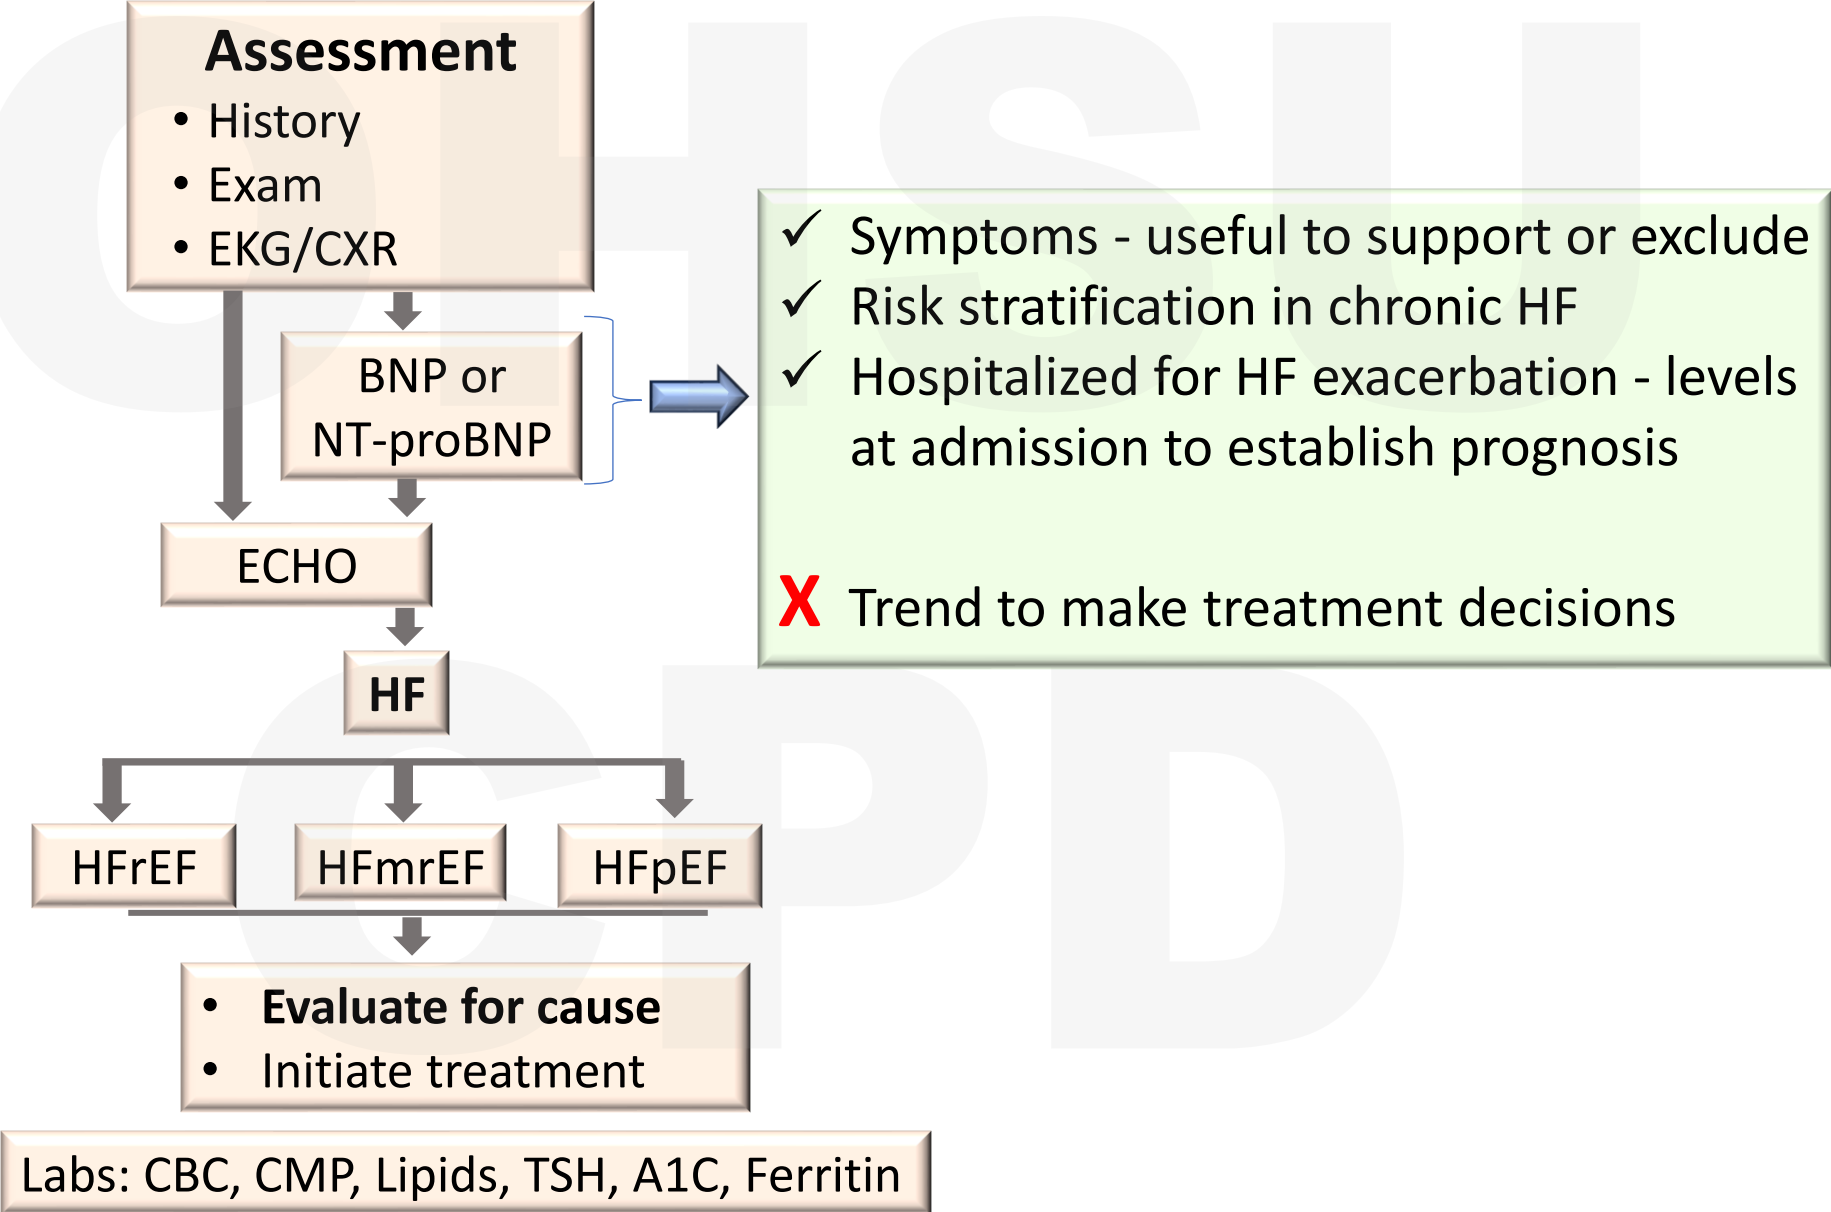 Assessment
• History
• Exam
• EKG/CXR
BNP or
NT-proBNP
✓ Symptoms - useful to support or exclude
✓ Risk stratification in chronic HF
✓ Hospitalized for HF exacerbation - levels
at admission to establish prognosis
X Trend to make treatment decisions
ECHO
HF
HFrEF
HFmrEF
HFpEF
• Evaluate for cause
• Initiate treatment
Labs: CBC, CMP, Lipids, TSH, A1C, Ferritin
OHSU
CPD